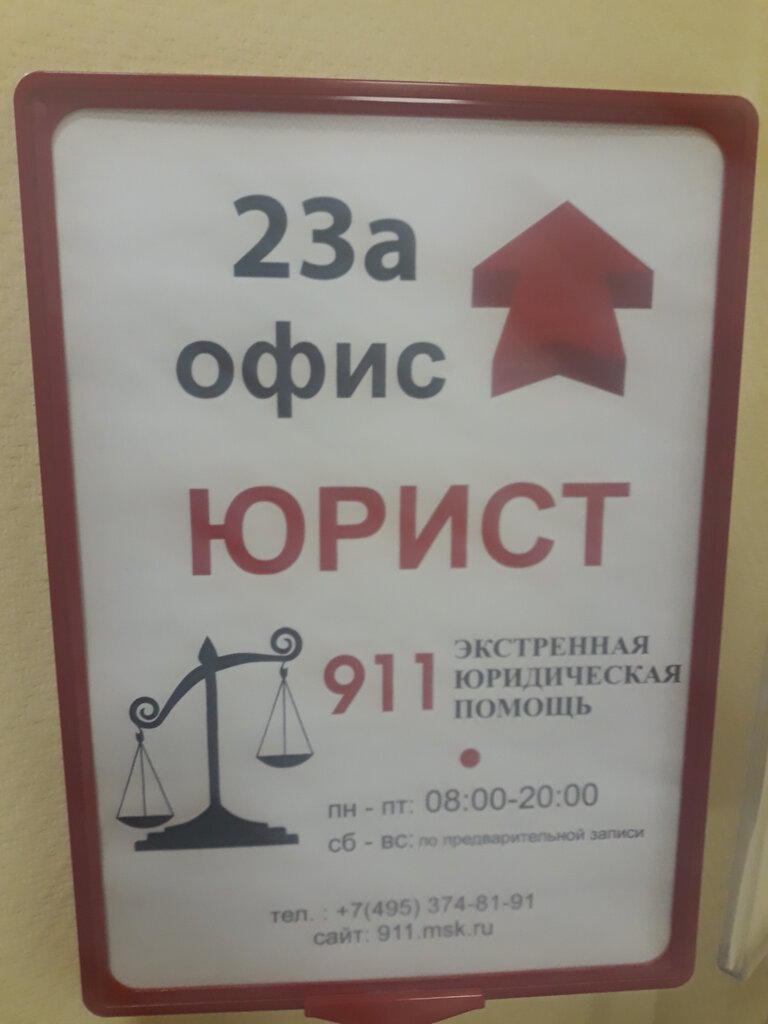 23а
офис
ЮРИСТ
911 ЭКСТРЕННАЯ
ЮРИДИЧЕСКАЯ
ПОМОЩЬ
пн - пт: 08:00-20:00
сб - вс: по предварительной записи
тел. : +7(495) 374-81-91
сайт: 911.msk.ru